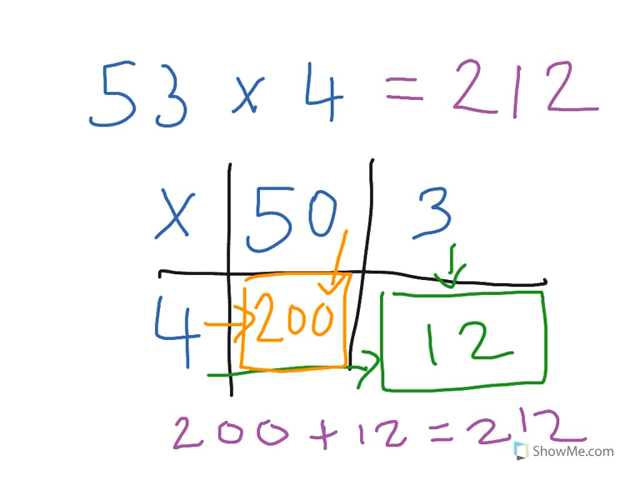 53 x 4 = 212
x 50 3
4 200 12
200 + 12 = 212
ShowMe.com